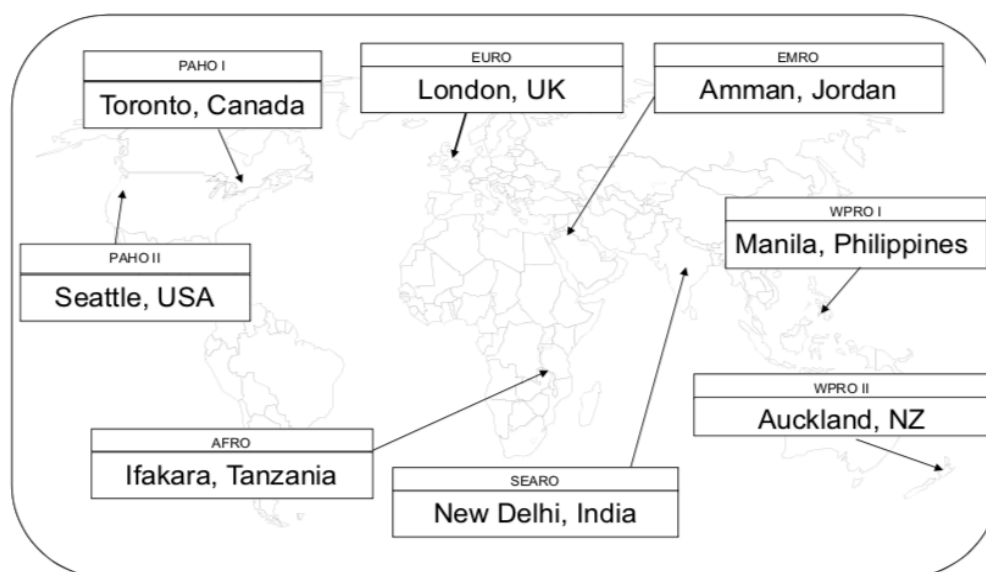 PAHO I
Toronto, Canada
EURO
London, UK
EMRO
Amman, Jordan
WPRO I
Manila, Philippines
PAHO II
Seattle, USA
WPRO II
Auckland, NZ
AFRO
Ifakara, Tanzania
SEARO
New Delhi, India